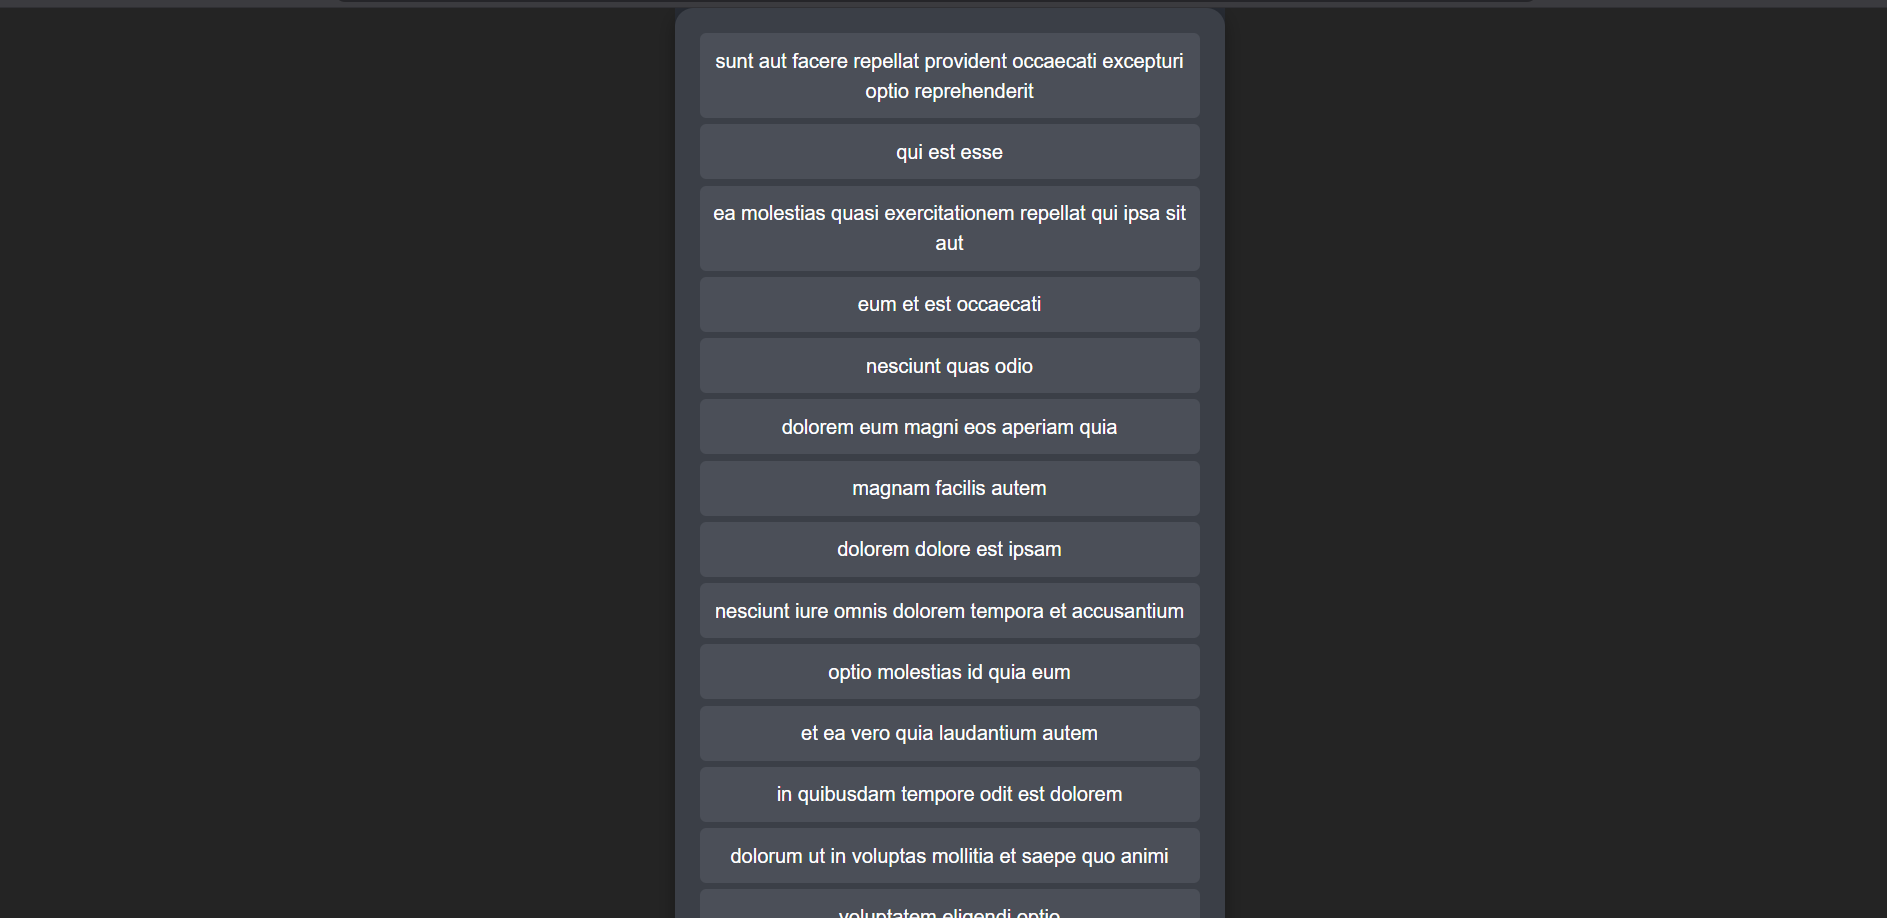 sunt aut facere repellat provident occaecati excepturi
optio reprehenderit
qui est esse
ea molestias quasi exercitationem repellat qui ipsa sit
aut
eum et est occaecati
nesciunt quas odio
dolorem eum magni eos aperiam quia
magnam facilis autem
dolorem dolore est ipsam
nesciunt iure omnis dolorem tempora et accusantium
optio molestias id quia eum
et ea vero quia laudantium autem
in quibusdam tempore odit est dolorem
dolorum ut in voluptas mollitia et saepe quo animi
voluptatem eligendi optio